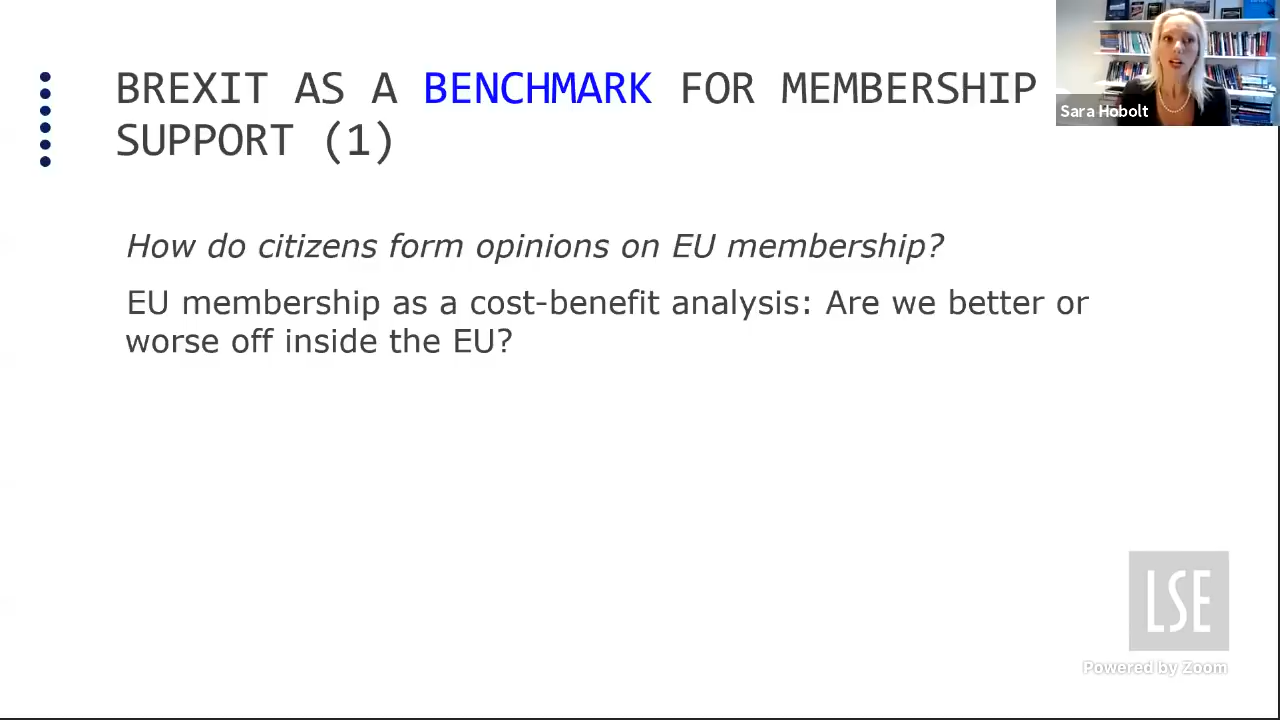 BREXIT AS A BENCHMARK FOR MEMBERSHIP
SUPPORT (1)
Sara Hobolt
How do citizens form opinions on EU membership?
EU membership as a cost-benefit analysis: Are we better or
worse off inside the EU?
LSE
Powered by Zoom